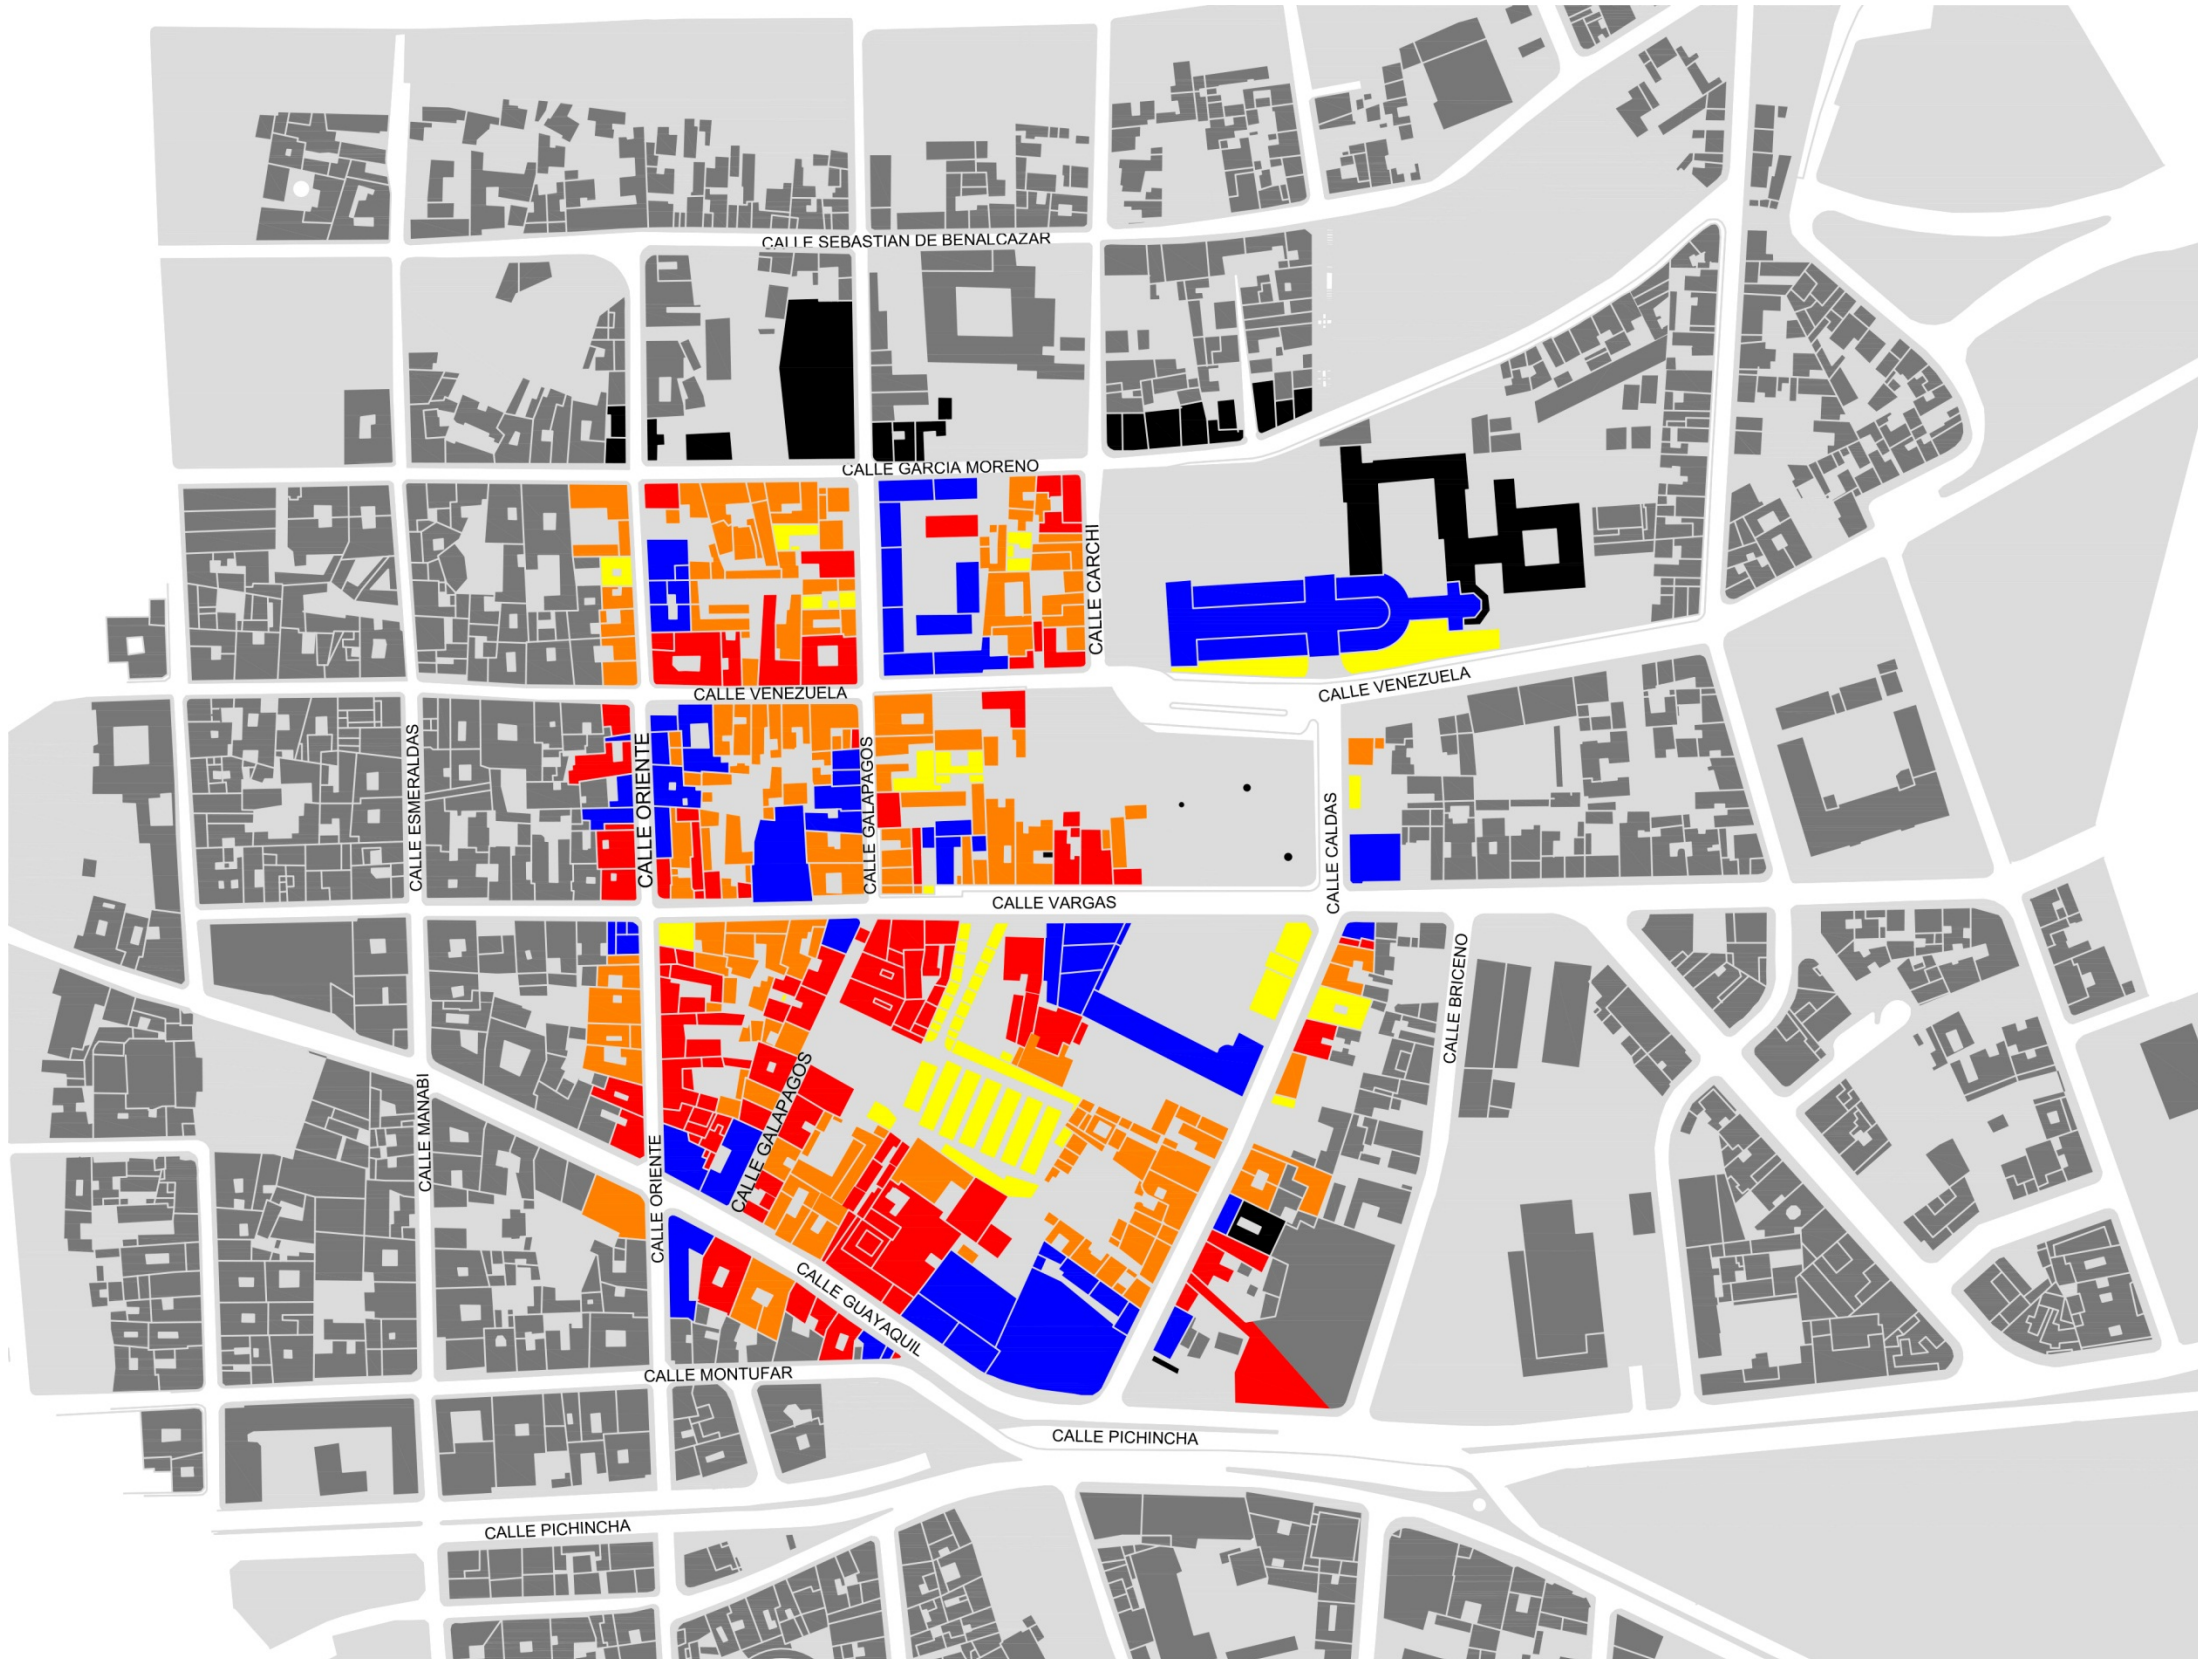 CALLE SEBASTIAN DE BENALCAZAR
CALLE GARCIA MORENO
CALLE CARCHI
CALLE VENEZUELA
CALLE VENEZUELA
CALLE ESMERALDAS
CALLE ORIENTE
CALLE GALAPAGOS
CALLE CALDAS
CALLE VARGAS
CALLE BRICENO
CALLE MANABI
CALLE GALAPAGOS
CALLE ORIENTE
CALLE GUAYAQUIL
CALLE MONTUFAR
CALLE PICHINCHA
CALLE PICHINCHA